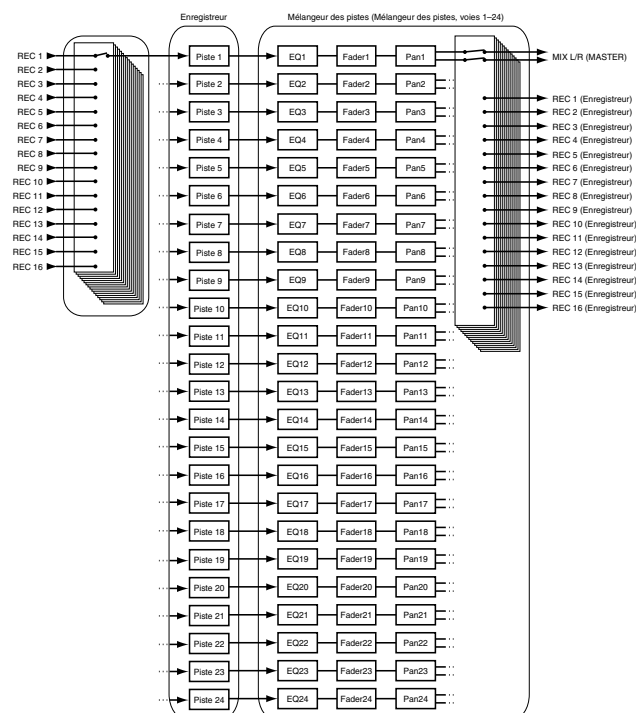 Enregistreur Mélangeur des pistes (Mélangeur des pistes, voies 1–24)
REC 1 Piste 1 EQ1 Fader1 Pan1 MIX L/R (MASTER)
REC 2 Piste 2 EQ2 Fader2 Pan2
REC 3 Piste 3 EQ3 Fader3 Pan3 REC 1 (Enregistreur)
REC 4 Piste 4 EQ4 Fader4 Pan4 REC 2 (Enregistreur)
REC 5 Piste 5 EQ5 Fader5 Pan5 REC 3 (Enregistreur)
REC 6 Piste 6 EQ6 Fader6 Pan6 REC 4 (Enregistreur)
REC 7 Piste 7 EQ7 Fader7 Pan7 REC 5 (Enregistreur)
REC 8 Piste 8 EQ8 Fader8 Pan8 REC 6 (Enregistreur)
REC 9 Piste 9 EQ9 Fader9 Pan9 REC 7 (Enregistreur)
REC 10 Piste 10 EQ10 Fader10 Pan10 REC 8 (Enregistreur)
REC 11 Piste 11 EQ11 Fader11 Pan11 REC 9 (Enregistreur)
REC 12 Piste 12 EQ12 Fader12 Pan12 REC 10 (Enregistreur)
REC 13 Piste 13 EQ13 Fader13 Pan13 REC 11 (Enregistreur)
REC 14 Piste 14 EQ14 Fader14 Pan14 REC 12 (Enregistreur)
REC 15 Piste 15 EQ15 Fader15 Pan15 REC 13 (Enregistreur)
REC 16 Piste 16 EQ16 Fader16 Pan16 REC 14 (Enregistreur)
Piste 17 EQ17 Fader17 Pan17 REC 15 (Enregistreur)
Piste 18 EQ18 Fader18 Pan18 REC 16 (Enregistreur)
Piste 19 EQ19 Fader19 Pan19
Piste 20 EQ20 Fader20 Pan20
Piste 21 EQ21 Fader21 Pan21
Piste 22 EQ22 Fader22 Pan22
Piste 23 EQ23 Fader23 Pan23
Piste 24 EQ24 Fader24 Pan24